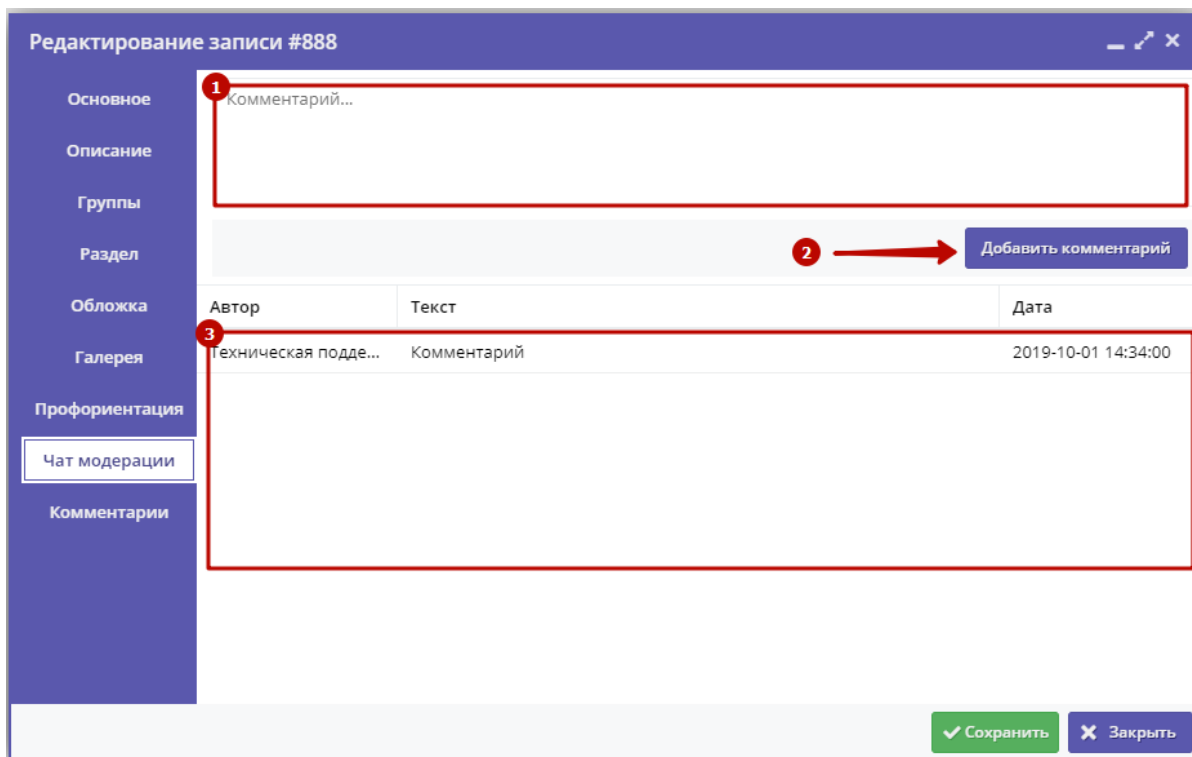 Редактирование записи #888
Основное
Описание
Группы
Раздел
Обложка
Галерея
Профориентация
Чат модерации
Комментарии
1
Комментарий...
2
Добавить комментарий
Автор Текст Дата
3
Техническая подде... Комментарий 2019-10-01 14:34:00
Сохранить Закрыть